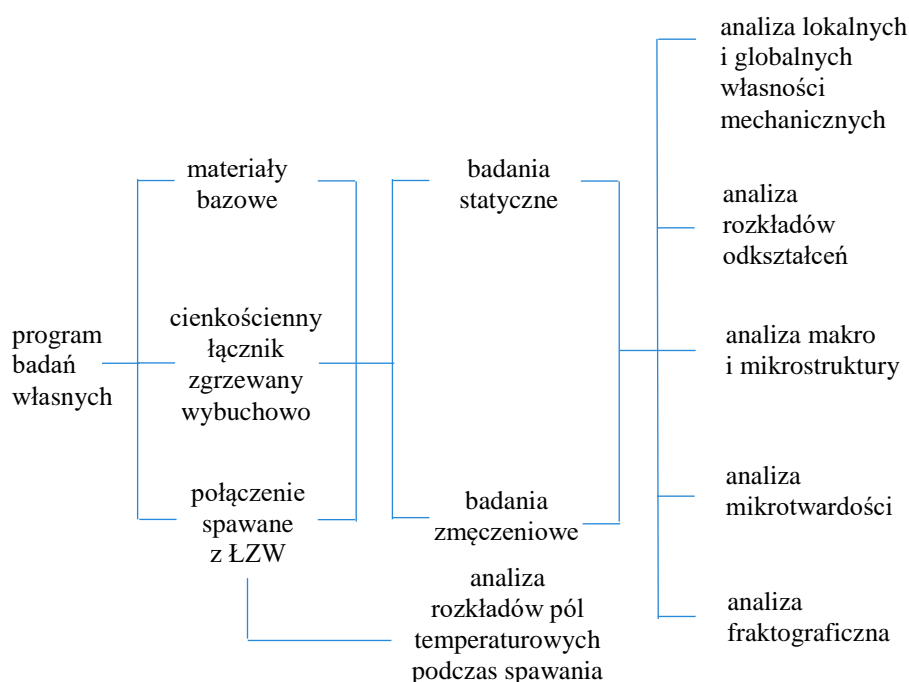 program
badań
własnych
materiały
bazowe
cienkościenny
łącznik
zgrzewany
wybuchowo
połączenie
spawane
z ŁZW
badania
statyczne
badania
zmęczeniowe
analiza
rozkładów pól
temperaturowych
podczas spawania
analiza lokalnych
i globalnych
własności
mechanicznych
analiza
rozkładów
odkształceń
analiza makro
i mikrostruktury
analiza
mikrotwardości
analiza
fraktograficzna